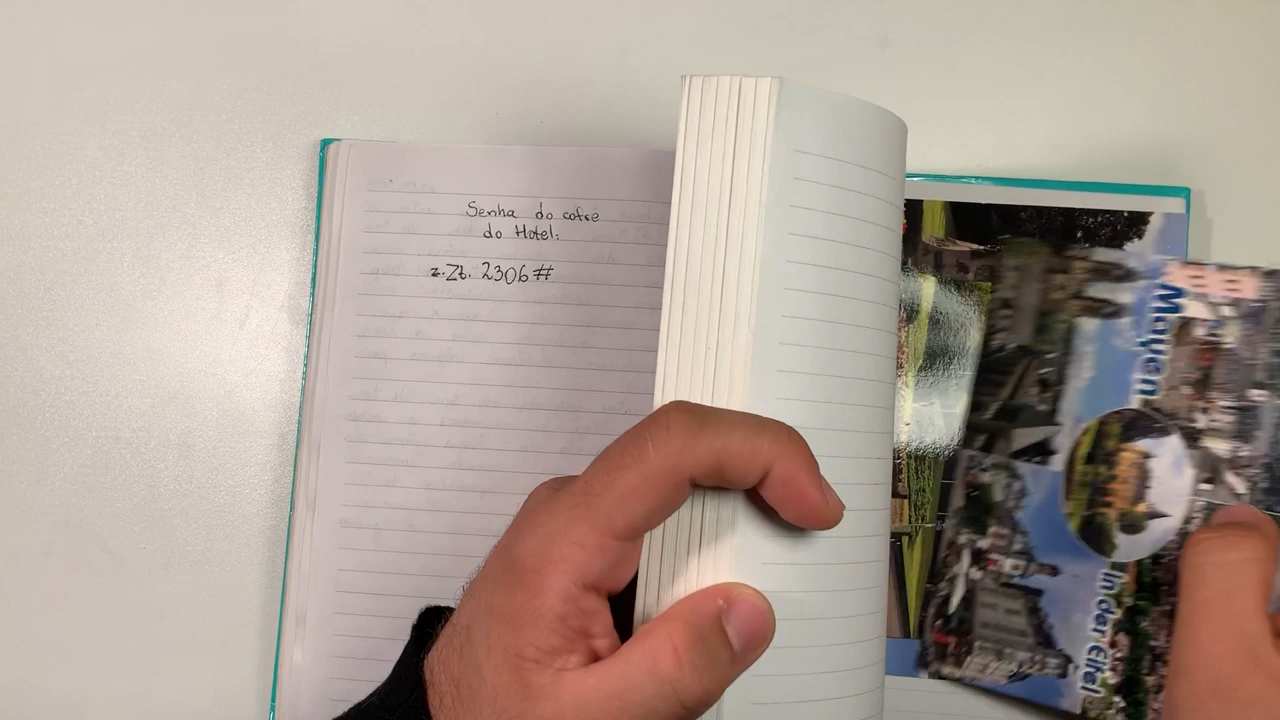 Senha do cofre
do Hotel:
z.Zt. 2306#
Mayen
In der Eifel